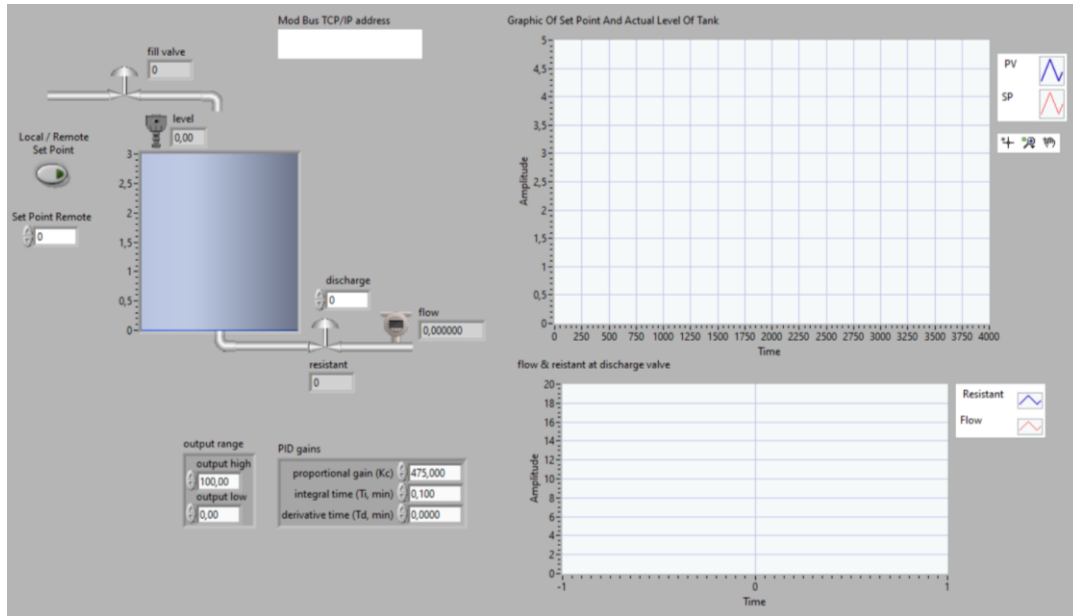 Mod Bus TCP/IP address
fill valve
0
level
0,00
Local / Remote
Set Point
Set Point Remote
0
3
2,5
2
1,5
1
0,5
0
discharge
0
flow
0,000000
resistant
0
output range
output high
100,00
output low
0,00
PID gains
proportional gain (Kc) 475,000
integral time (Ti, min) 0,100
derivative time (Td, min) 0,0000
Graphic Of Set Point And Actual Level Of Tank
Amplitude
5
4,5
4
3,5
3
2,5
2
1,5
1
0,5
0
0 250 500 750 1000 1250 1500 1750 2000 2250 2500 2750 3000 3250 3500 3750 4000
Time
PV
SP
flow & reistant at discharge valve
Amplitude
20
18
16
14
12
10
8
6
4
2
0
-1 0 1
Time
Resistant
Flow